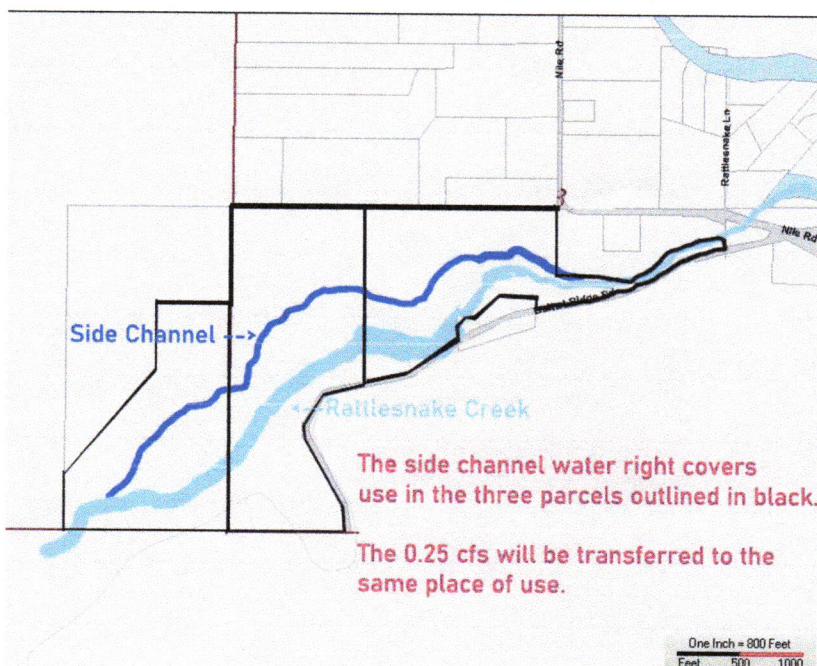 Nile Rd
Rattlesnake Ln
3
Nile Rd
Side Channel -->
<--Rattlesnake Creek
The side channel water right covers
use in the three parcels outlined in black.
The 0.25 cfs will be transferred to the
same place of use.
One Inch = 800 Feet
Feet 500 1000